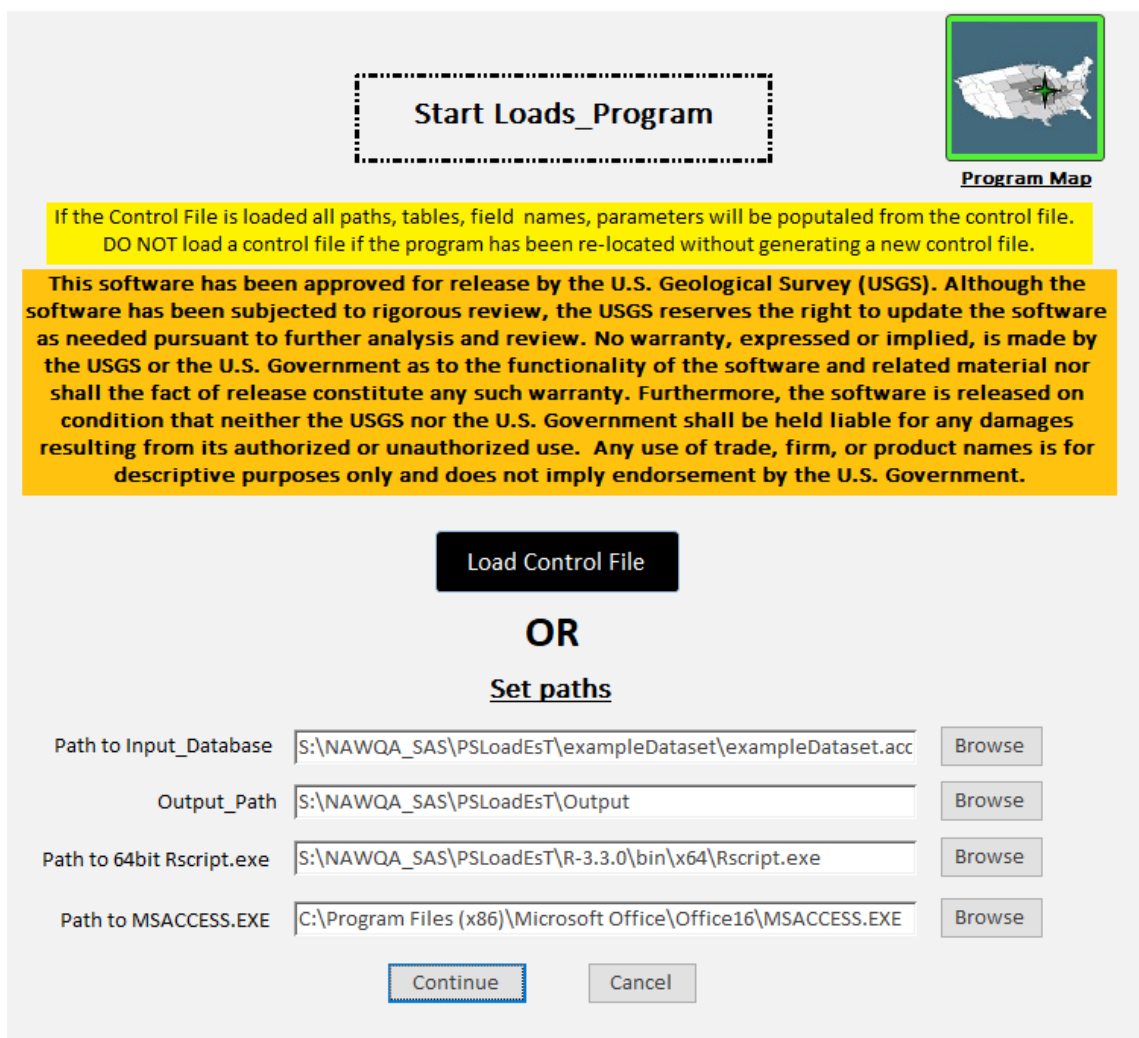 Start Loads_Program
Program Map
If the Control File is loaded all paths, tables, field names, parameters will be poputaled from the control file.
DO NOT load a control file if the program has been re-located without generating a new control file.
This software has been approved for release by the U.S. Geological Survey (USGS). Although the
software has been subjected to rigorous review, the USGS reserves the right to update the software
as needed pursuant to further analysis and review. No warranty, expressed or implied, is made by
the USGS or the U.S. Government as to the functionality of the software and related material nor
shall the fact of release constitute any such warranty. Furthermore, the software is released on
condition that neither the USGS nor the U.S. Government shall be held liable for any damages
resulting from its authorized or unauthorized use. Any use of trade, firm, or product names is for
descriptive purposes only and does not imply endorsement by the U.S. Government.
Load Control File
OR
Set paths
Path to Input_Database S:\NAWQA_SAS\PSLoadEsT\exampleDataset\exampleDataset.acc Browse
Output_Path S:\NAWQA_SAS\PSLoadEsT\Output Browse
Path to 64bit Rscript.exe S:\NAWQA_SAS\PSLoadEsT\R-3.3.0\bin\x64\Rscript.exe Browse
Path to MSACCESS.EXE C:\Program Files (x86)\Microsoft Office\Office16\MSACCESS.EXE Browse
Continue Cancel